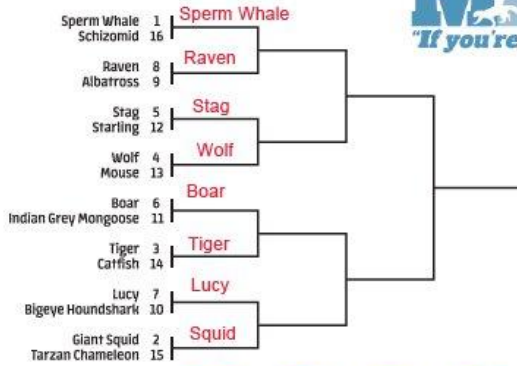 Sperm Whale 1 Sperm Whale
Schizomid 16
"If you're
Raven 8 Raven
Albatross 9
Stag 5 Stag
Starling 12
Wolf 4 Wolf
Mouse 13
Boar 6 Boar
Indian Grey Mongoose 11
Tiger 3 Tiger
Catfish 14
Lucy 7 Lucy
Bigeye Houndshark 10
Giant Squid 2 Squid
Tarzan Chameleon 15